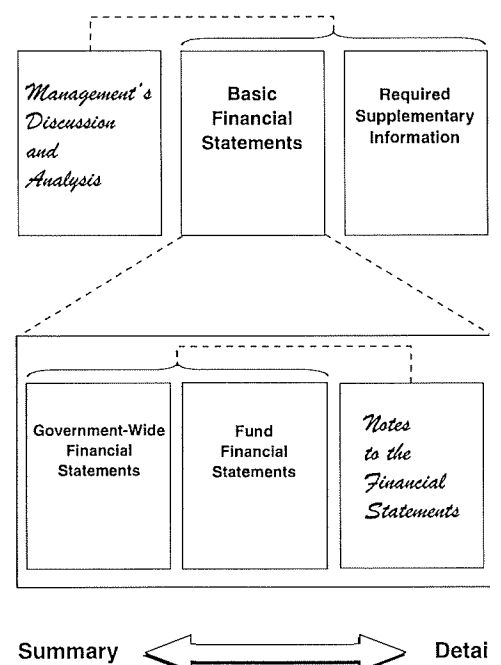 Management's
Discussion
and
Analysis
Basic
Financial
Statements
Required
Supplementary
Information
Government-Wide
Financial
Statements
Fund
Financial
Statements
Notes
to the
Financial
Statements
Summary
Detai